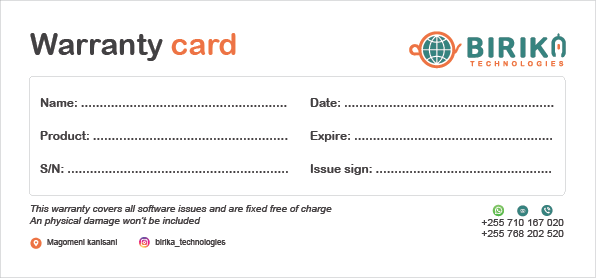 Warranty card
BIRIKA
TECHNOLOGIES
Name: ........................................................
Date: .........................................................
Product: .....................................................
Expire: ......................................................
S/N: ............................................................
Issue sign: ................................................
This warranty covers all software issues and are fixed free of charge
An physical damage won't be included
+255 710 167 020
+255 768 202 520
Magomeni kanisani
birika_technologies